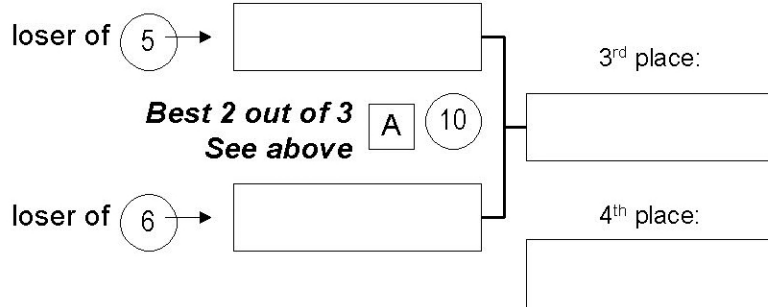 loser of 5
3rd place:
Best 2 out of 3
See above
A
10
loser of 6
4th place: